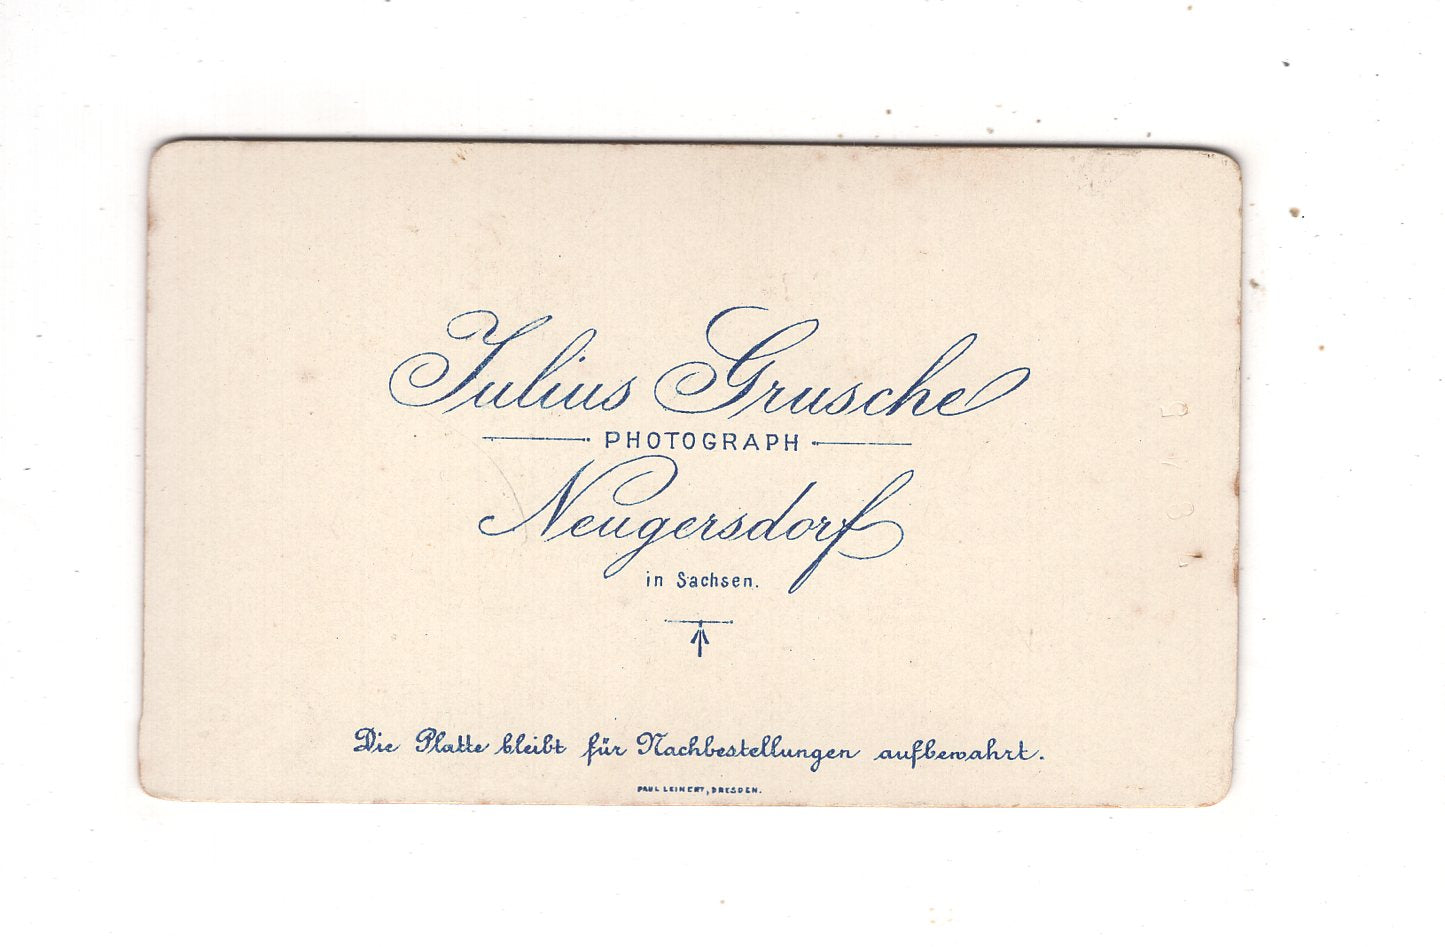 Julius Grusche
PHOTOGRAPH
Neugersdorf
in Sachsen.
Die Platte bleibt für Nachbestellungen aufbewahrt.
PAUL LEINERT, DRESDEN.